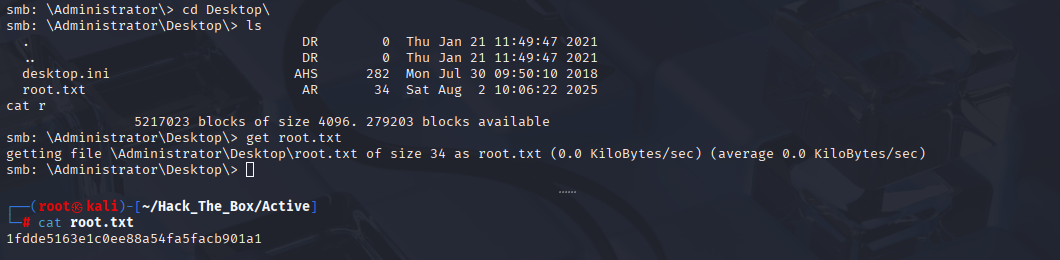 smb: \Administrator\> cd Desktop\
smb: \Administrator\Desktop\> ls
  .                                  DR        0  Thu Jan 21 11:49:47 2021
  ..                                 DR        0  Thu Jan 21 11:49:47 2021
  desktop.ini                       AHS      282  Mon Jul 30 09:50:10 2018
  root.txt                           AR       34  Sat Aug  2 10:06:22 2025
cat r
                5217023 blocks of size 4096. 279203 blocks available
smb: \Administrator\Desktop\> get root.txt
getting file \Administrator\Desktop\root.txt of size 34 as root.txt (0.0 KiloBytes/sec) (average 0.0 KiloBytes/sec)
smb: \Administrator\Desktop\>
┌──(root㉿kali)-[~/Hack_The_Box/Active]
└─# cat root.txt
1fdde5163e1c0ee88a54fa5facb901a1